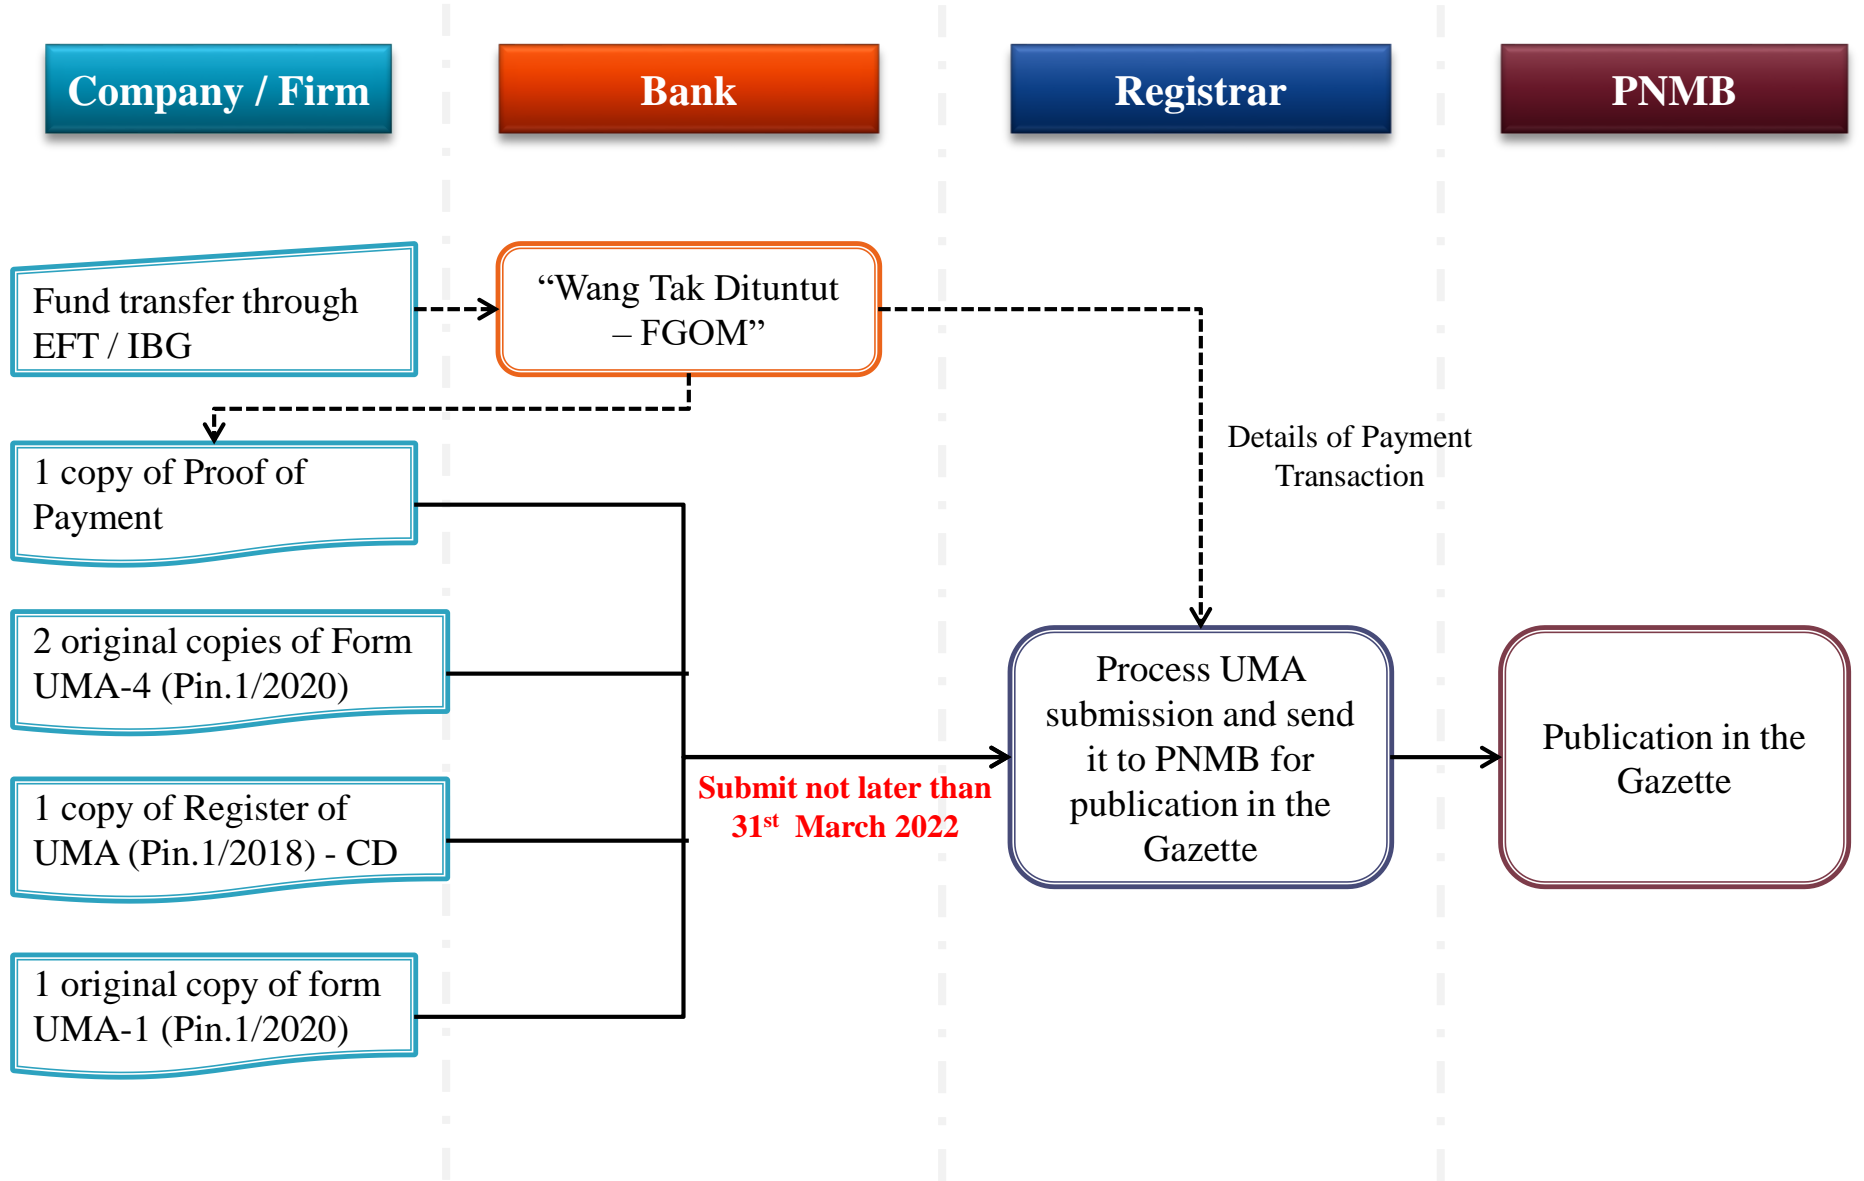 Company / Firm
Bank
Registrar
PNMB
Fund transfer through
EFT / IBG
“Wang Tak Dituntut
– FGOM”
Details of Payment
Transaction
1 copy of Proof of
Payment
2 original copies of Form
UMA-4 (Pin.1/2020)
1 copy of Register of
UMA (Pin.1/2018) - CD
1 original copy of form
UMA-1 (Pin.1/2020)
Submit not later than
31st March 2022
Process UMA
submission and send
it to PNMB for
publication in the
Gazette
Publication in the
Gazette